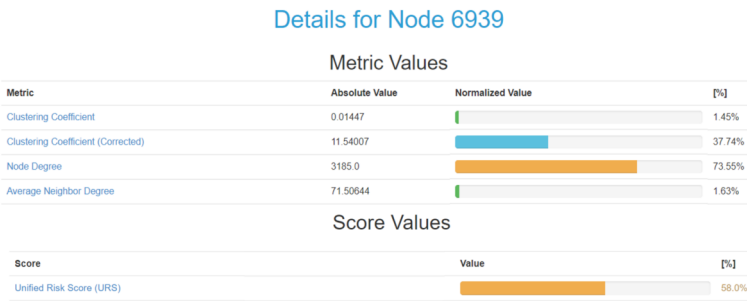 Details for Node 6939
Metric Values
Metric Absolute Value Normalized Value [%]
Clustering Coefficient 0.01447 1.45%
Clustering Coefficient (Corrected) 11.54007 37.74%
Node Degree 3185.0 73.55%
Average Neighbor Degree 71.50644 1.63%
Score Values
Score Value [%]
Unified Risk Score (URS) 58.0%